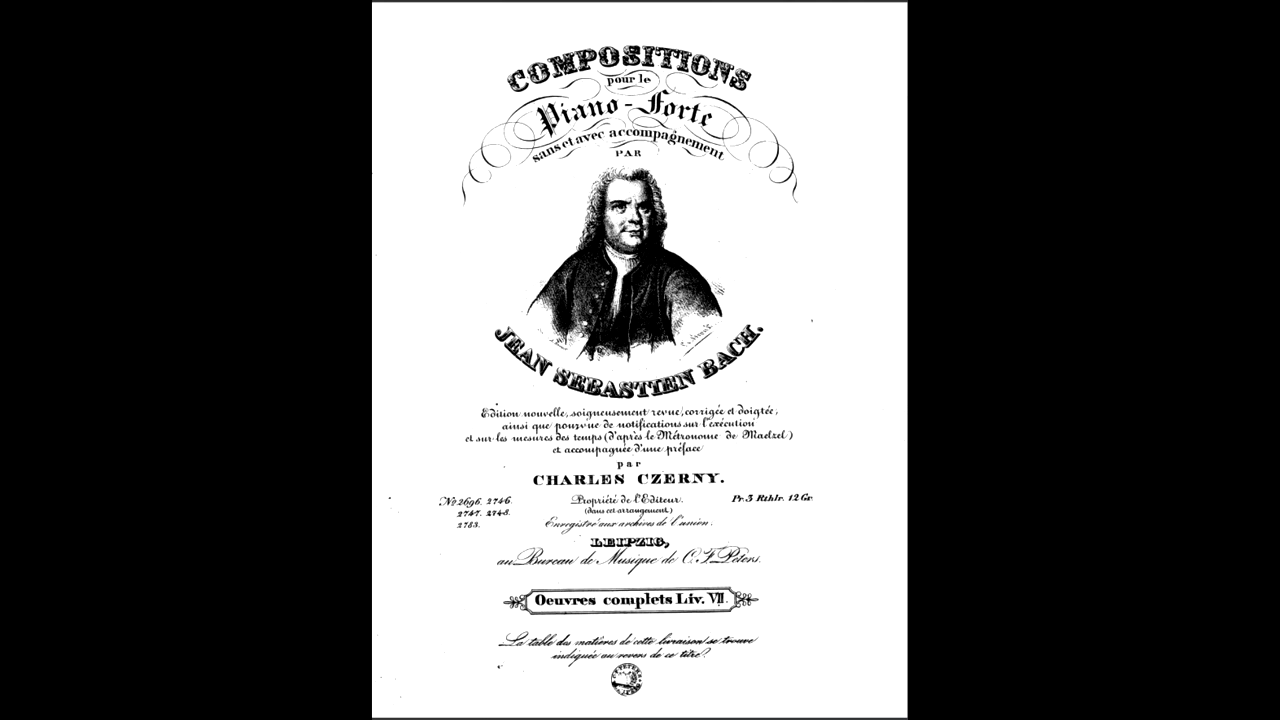 COMPOSITIONS
pour le
Piano-Forte
sans et avec accompagnement
PAR
JEAN SEBASTIEN BACH.
Edition nouvelle, soigneusement revue, corrigée et doigtée,
ainsi que pourvue de notifications sur l'exécution
et sur les mesures des temps (d'après le Métronome de Maelzel)
et accompagnée d'une préface
par
CHARLES CZERNY.
No. 2696. 2746. Propriété de l'Editeur. Pr. 3 Rthlr. 12 Gr.
2747. 2748. (dans cet arrangement)
2783. Enregistré aux archives de l'union.
LEIPZIG,
au Bureau de Musique de C. F. Peters.
Oeuvres complets Liv. VII.
La table des matières de cette livraison se trouve
indiquée au revers de ce titre.